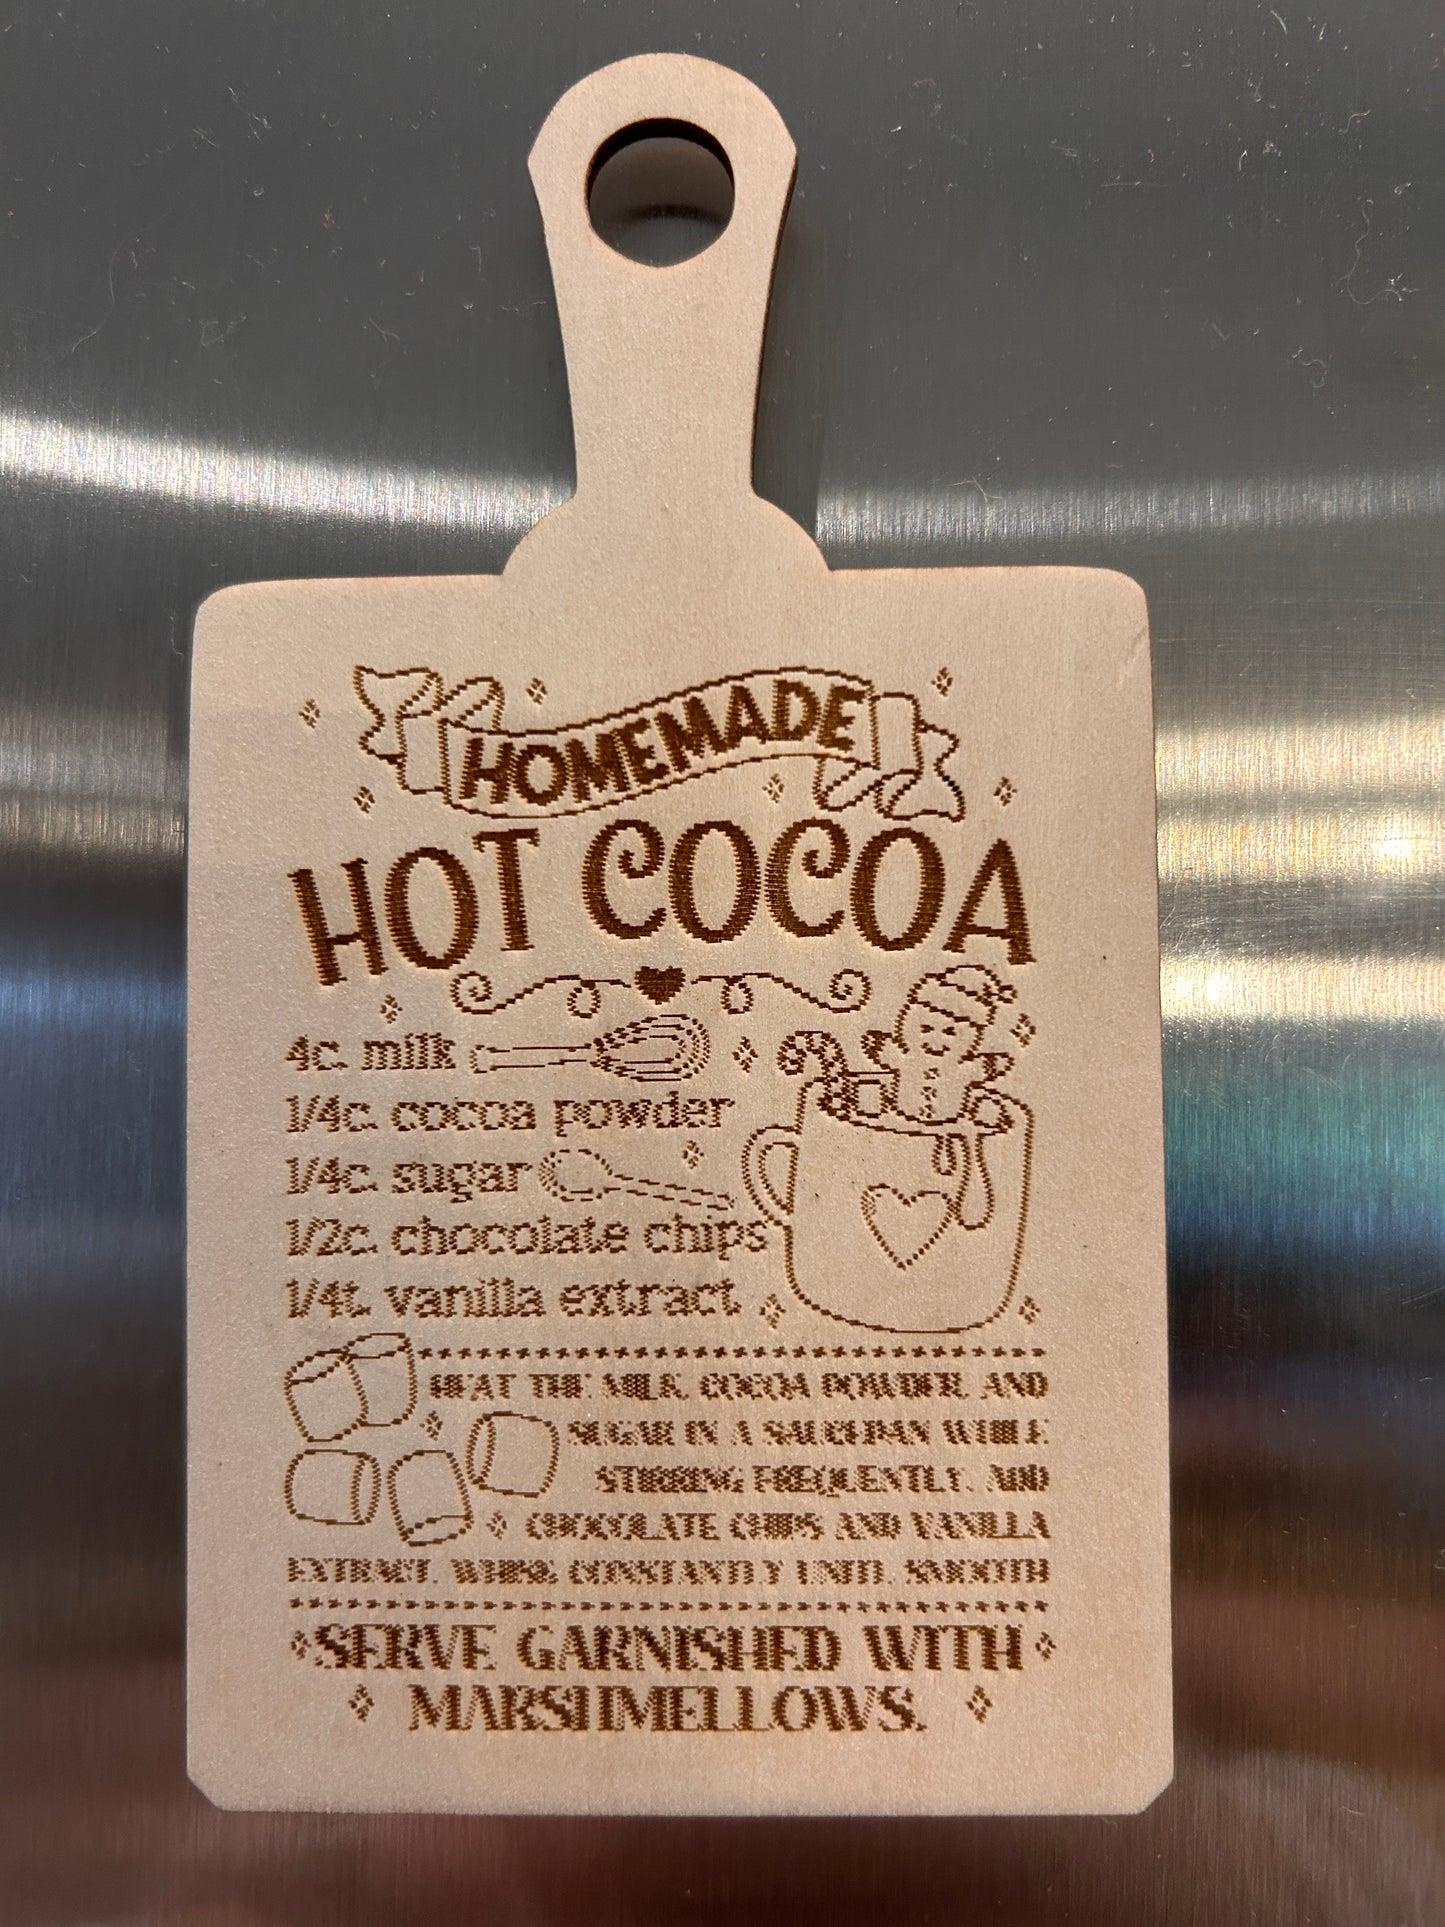 HOMEMADE
HOT COCOA
4c. milk
1/4c. cocoa powder
1/4c. sugar
1/2c. chocolate chips
1/4t. vanilla extract
HEAT THE MILK, COCOA POWDER, AND
SUGAR IN A SAUCEPAN WHILE
STIRRING FREQUENTLY. ADD
CHOCOLATE CHIPS AND VANILLA
EXTRACT. WHISK CONSTANTLY UNTIL SMOOTH
SERVE GARNISHED WITH
MARSHMELLOWS.